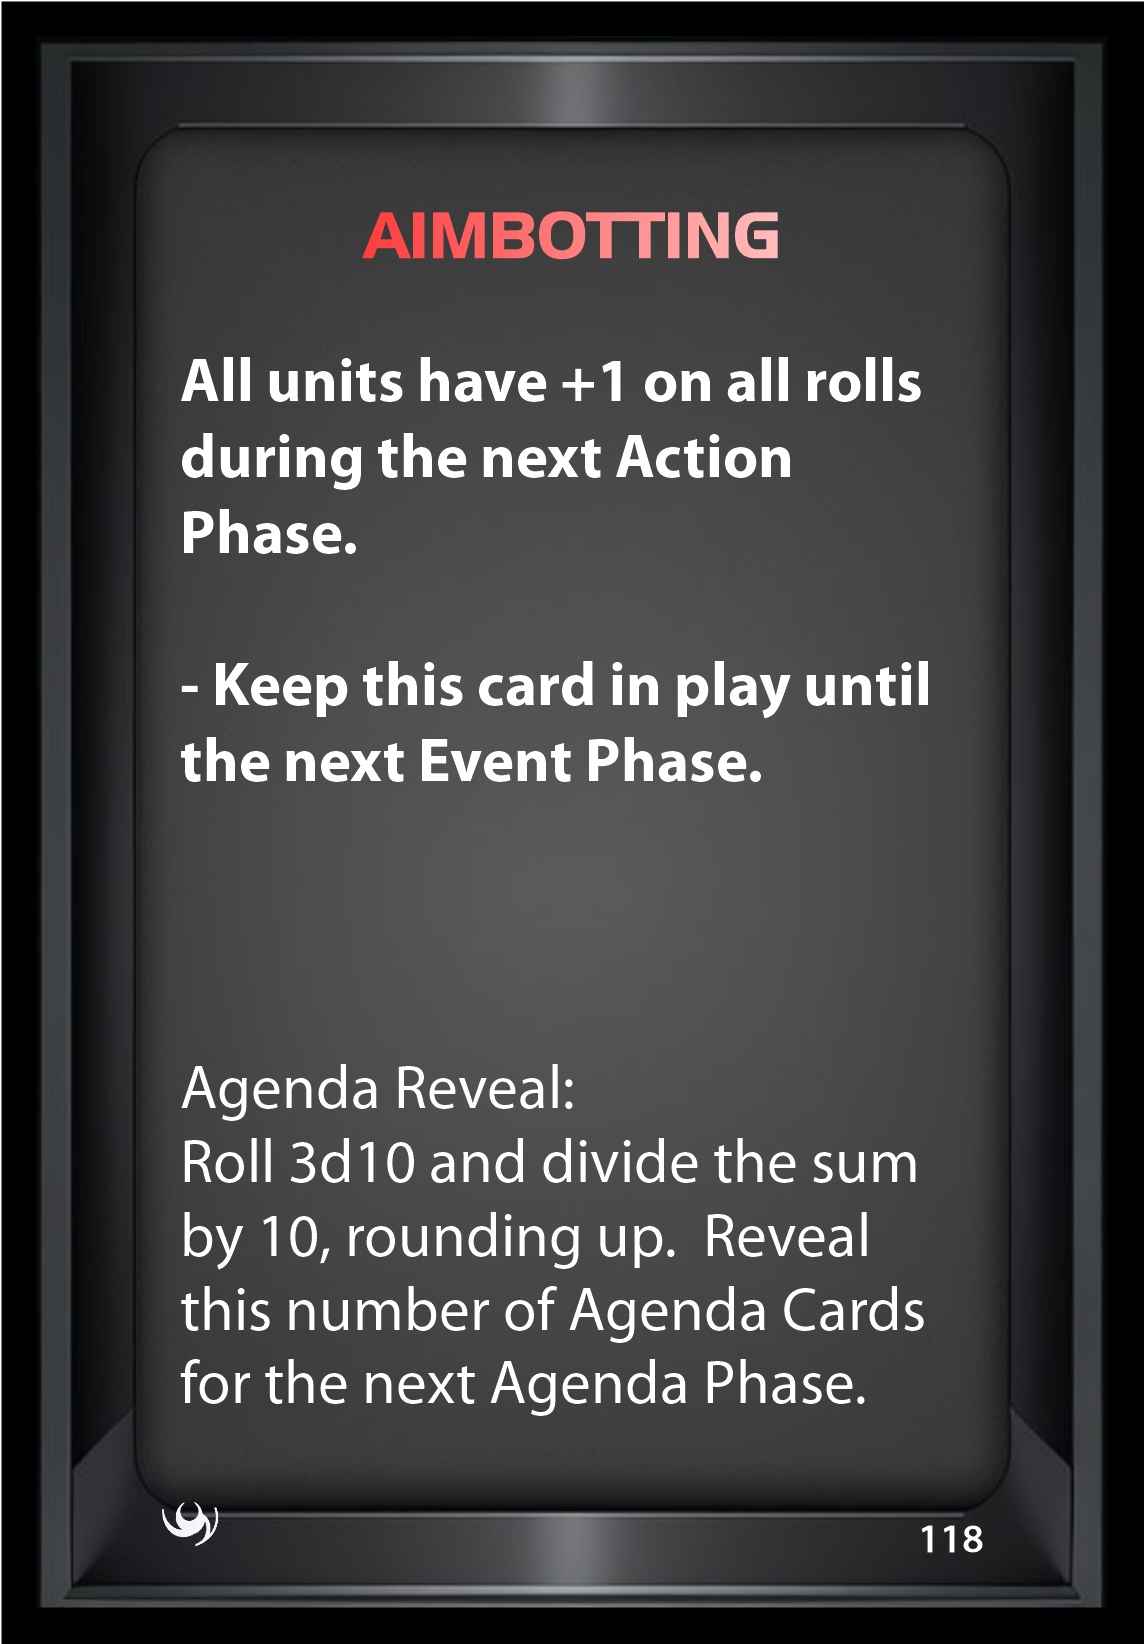 AIMBOTTING
All units have +1 on all rolls
during the next Action
Phase.
- Keep this card in play until
the next Event Phase.
Agenda Reveal:
Roll 3d10 and divide the sum
by 10, rounding up.  Reveal
this number of Agenda Cards
for the next Agenda Phase.
118